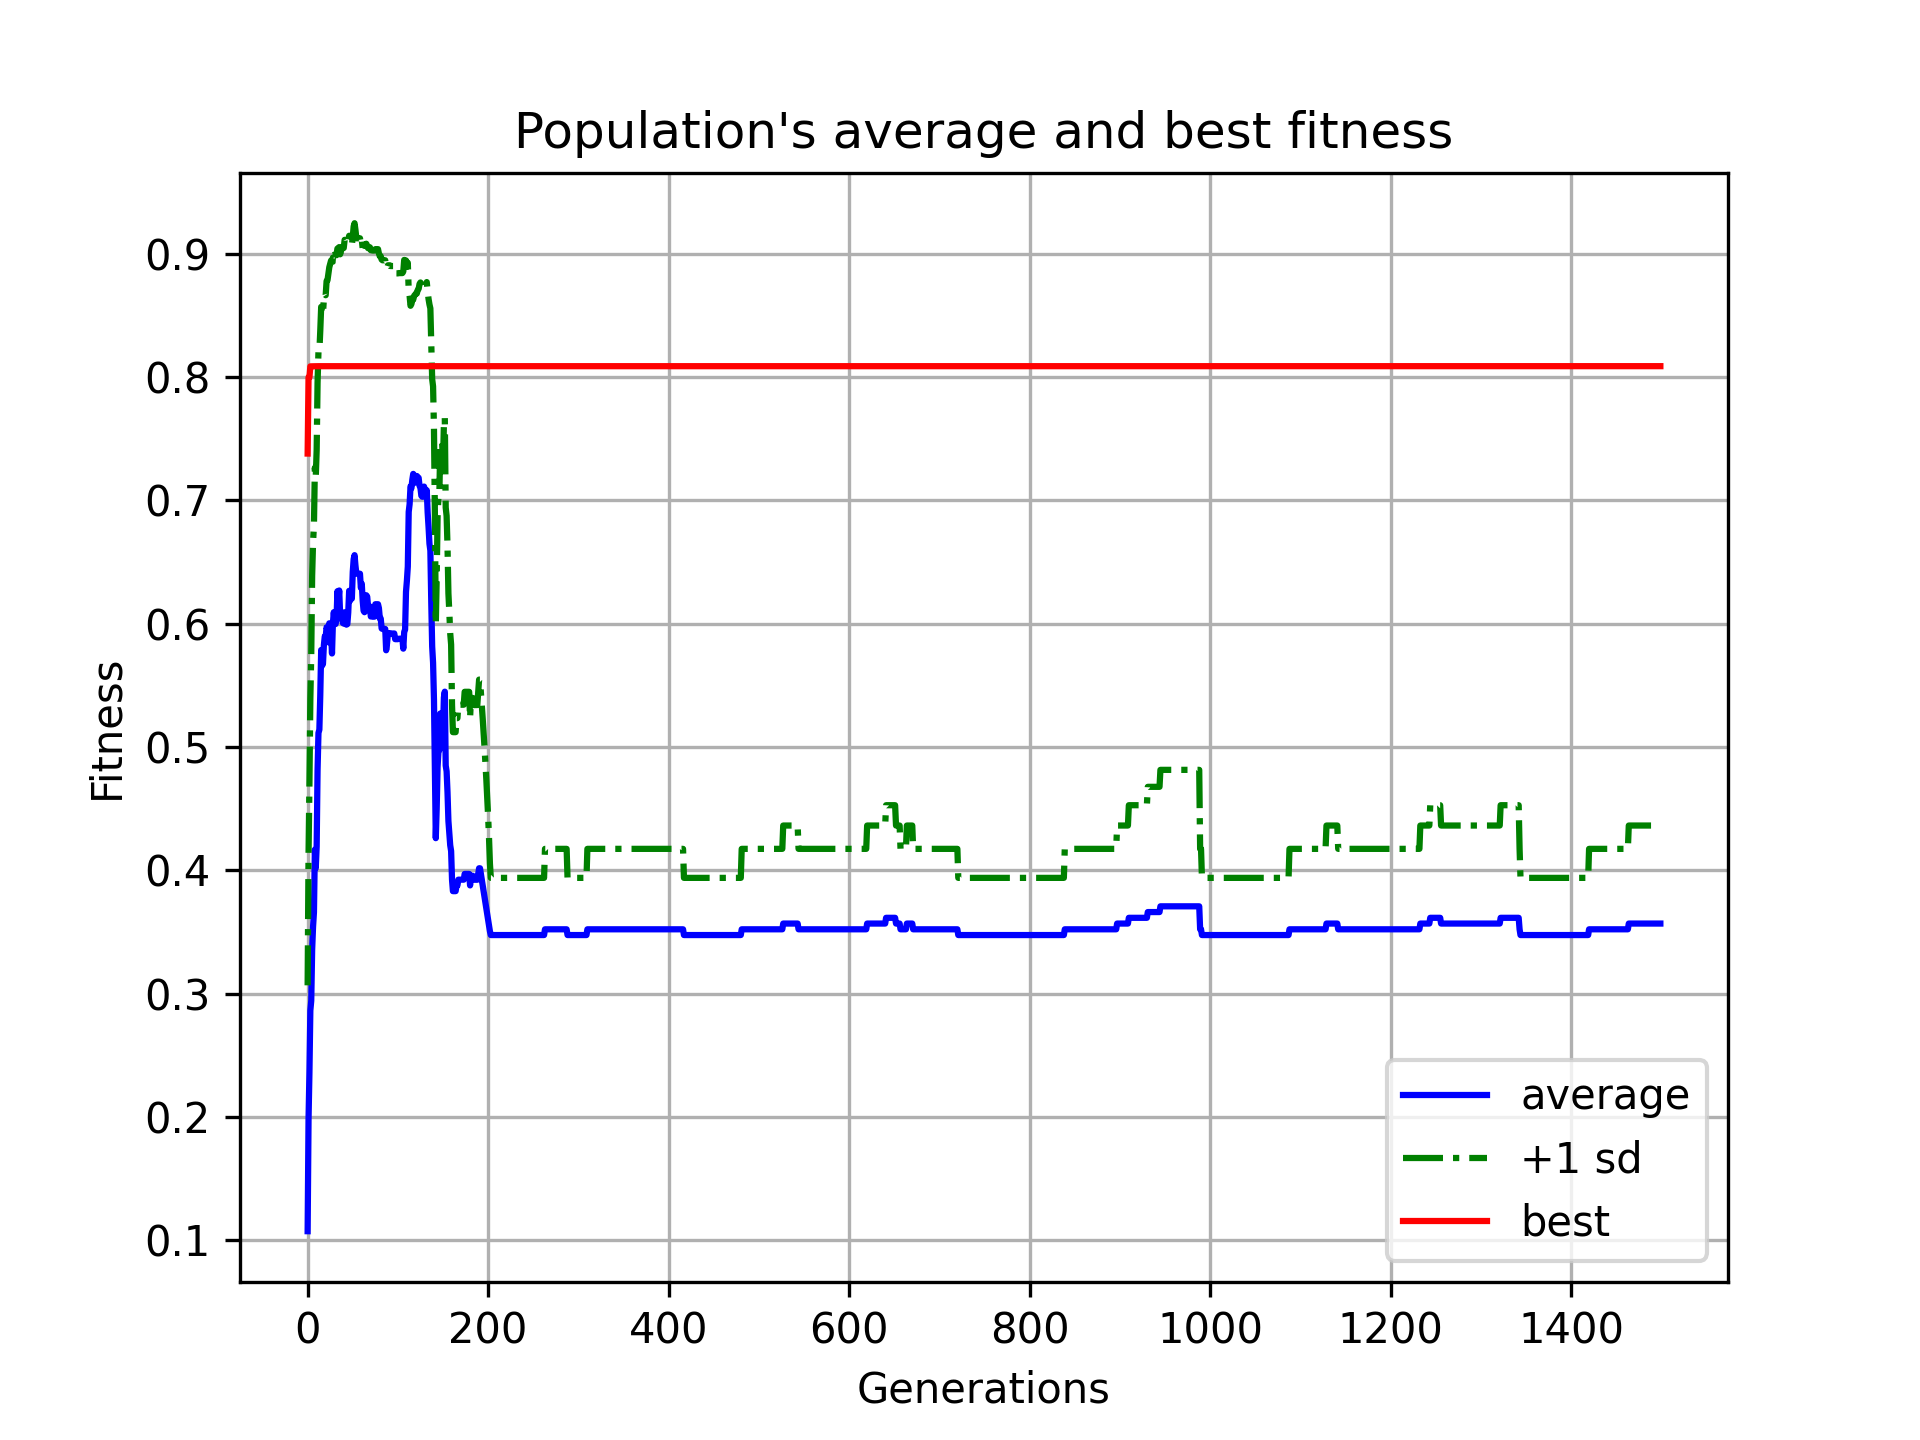 Population's average and best fitness
Fitness
0.9
0.8
0.7
0.6
0.5
0.4
0.3
0.2
0.1
0 200 400 600 800 1000 1200 1400
Generations
average
+1 sd
best